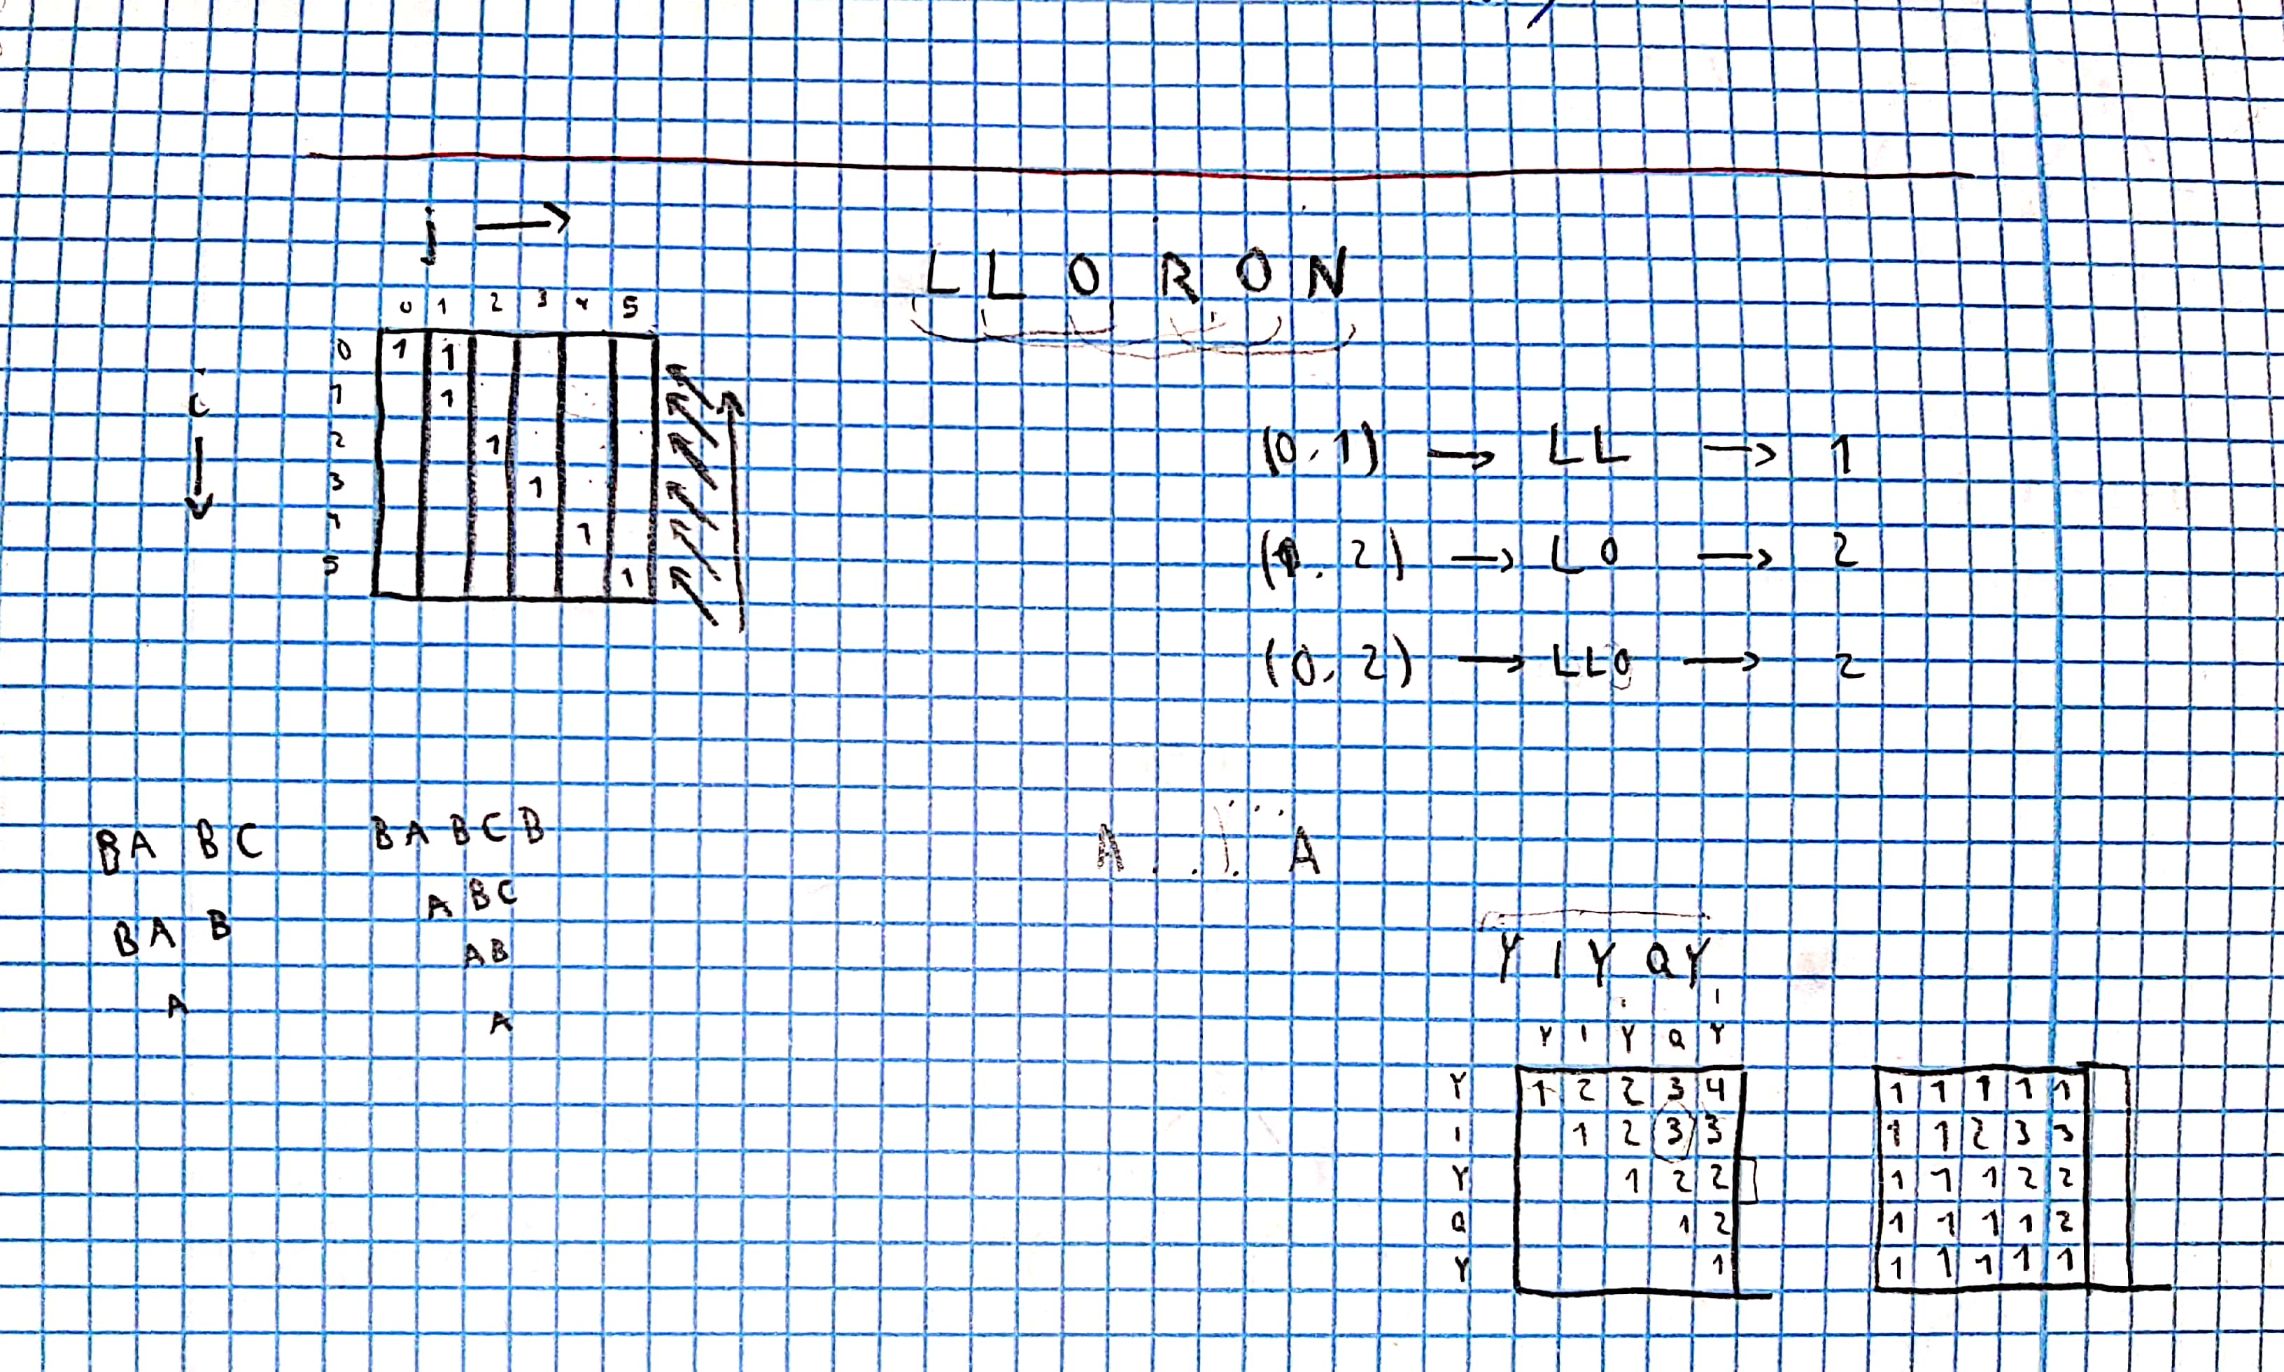 j →
L L O R O N
0 1 2 3 4 5
0 1 1
1 1
i ↓
2 1
3 1
4 1
5 1
(0, 1) → LL → 1
(1, 2) → LO → 2
(0, 2) → LLO → 2
BA BC
BA B
A
BABCB
ABC
AB
A
A . . . A
Y I Y Q Y
Y I Y Q Y
Y 1 2 2 3 4
I 1 2 3 3
Y 1 2 2
Q 1 2
Y 1
1 1 1 1 1
1 1 2 3 3
1 1 1 2 2
1 1 1 1 2
1 1 1 1 1